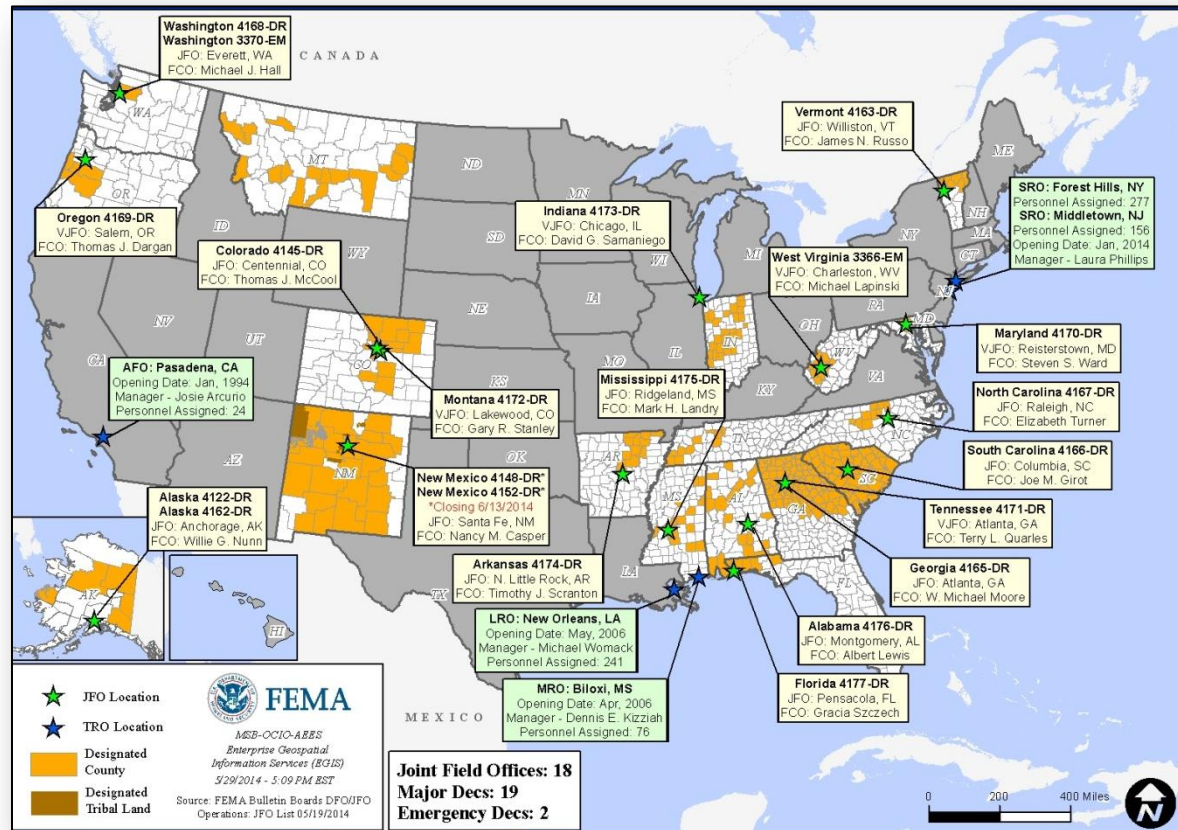 Washington 4168-DR
Washington 3370-EM
JFO: Everett, WA
FCO: Michael J. Hall
CANADA
Vermont 4163-DR
JFO: Williston, VT
FCO: James N. Russo
WA
MT
ND
MN
ME
OR
ID
WY
SD
WI
MI
NY
NH
MA
CT
SRO: Forest Hills, NY
Personnel Assigned: 277
SRO: Middletown, NJ
Personnel Assigned: 156
Opening Date: Jan, 2014
Manager - Laura Phillips
Oregon 4169-DR
VJFO: Salem, OR
FCO: Thomas J. Dargan
Indiana 4173-DR
VJFO: Chicago, IL
FCO: David G. Samaniego
Colorado 4145-DR
JFO: Centennial, CO
FCO: Thomas J. McCool
West Virginia 3366-EM
VJFO: Charleston, WV
FCO: Michael Lapinski
NV
UT
NE
IA
IL
IN
OH
PA
NJ
MD
CA
CO
KS
MO
KY
WV
VA
Maryland 4170-DR
VJFO: Reisterstown, MD
FCO: Steven S. Ward
AFO: Pasadena, CA
Opening Date: Jan, 1994
Manager - Josie Arcurio
Personnel Assigned: 24
Montana 4172-DR
VJFO: Lakewood, CO
FCO: Gary R. Stanley
Mississippi 4175-DR
JFO: Ridgeland, MS
FCO: Mark H. Landry
North Carolina 4167-DR
JFO: Raleigh, NC
FCO: Elizabeth Turner
AZ
NM
OK
AR
TN
NC
South Carolina 4166-DR
JFO: Columbia, SC
FCO: Joe M. Girot
New Mexico 4148-DR*
New Mexico 4152-DR*
*Closing 6/13/2014
JFO: Santa Fe, NM
FCO: Nancy M. Casper
MS
AL
GA
SC
Tennessee 4171-DR
VJFO: Atlanta, GA
FCO: Terry L. Quarles
Alaska 4122-DR
Alaska 4162-DR
JFO: Anchorage, AK
FCO: Willie G. Nunn
Arkansas 4174-DR
JFO: N. Little Rock, AR
FCO: Timothy J. Scranton
Georgia 4165-DR
JFO: Atlanta, GA
FCO: W. Michael Moore
TX
LA
FL
AK
HI
LRO: New Orleans, LA
Opening Date: May, 2006
Manager - Michael Womack
Personnel Assigned: 241
Alabama 4176-DR
JFO: Montgomery, AL
FCO: Albert Lewis
MRO: Biloxi, MS
Opening Date: Apr, 2006
Manager - Dennis E. Kizziah
Personnel Assigned: 76
Florida 4177-DR
JFO: Pensacola, FL
FCO: Gracia Szczech
MEXICO
JFO Location
TRO Location
Designated County
Designated Tribal Land
FEMA
MSB-OCIO-AEES
Enterprise Geospatial
Information Services (EGIS)
5/29/2014 - 5:09 PM EST
Source: FEMA Bulletin Boards DFO/JFO
Operations: JFO List 05/19/2014
Joint Field Offices: 18
Major Decs: 19
Emergency Decs: 2
0 200 400 Miles
N